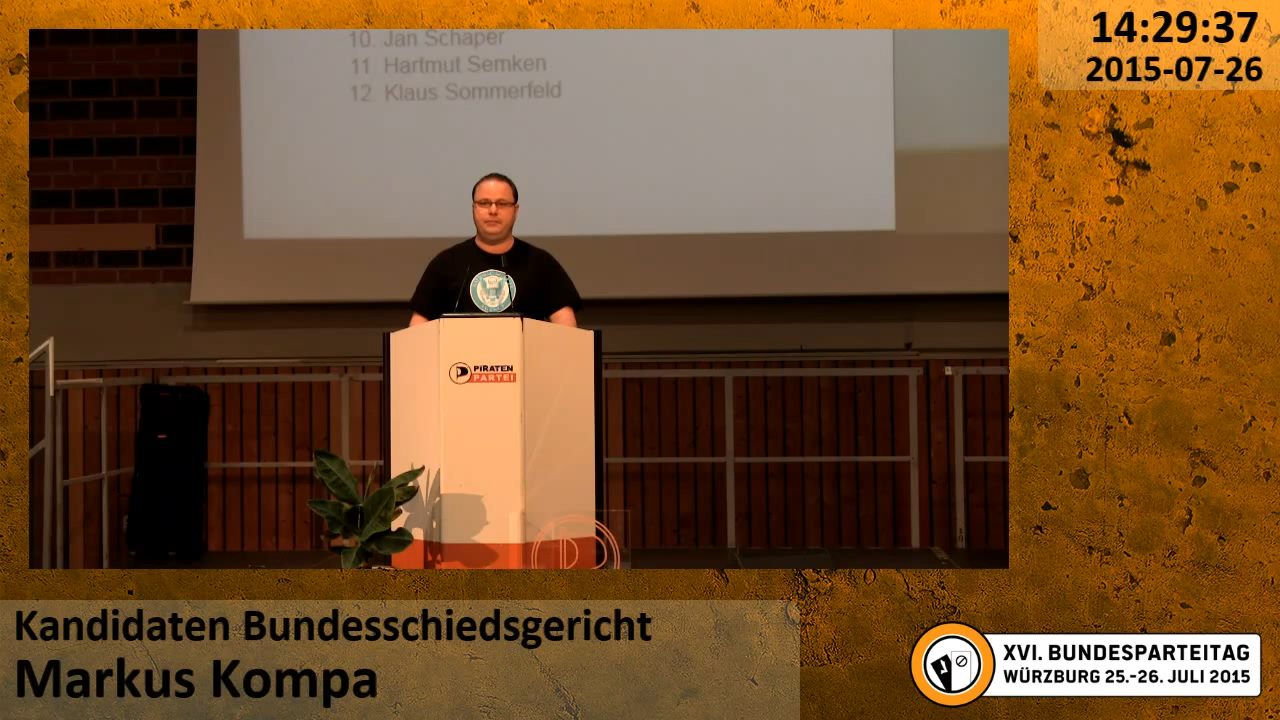 14:29:37
2015-07-26
10. Jan Schaper
11 Hartmut Semken
12 Klaus Sommerfeld
PIRATEN
PARTEI
Kandidaten Bundesschiedsgericht
Markus Kompa
XVI. BUNDESPARTEITAG
WÜRZBURG 25.-26. JULI 2015